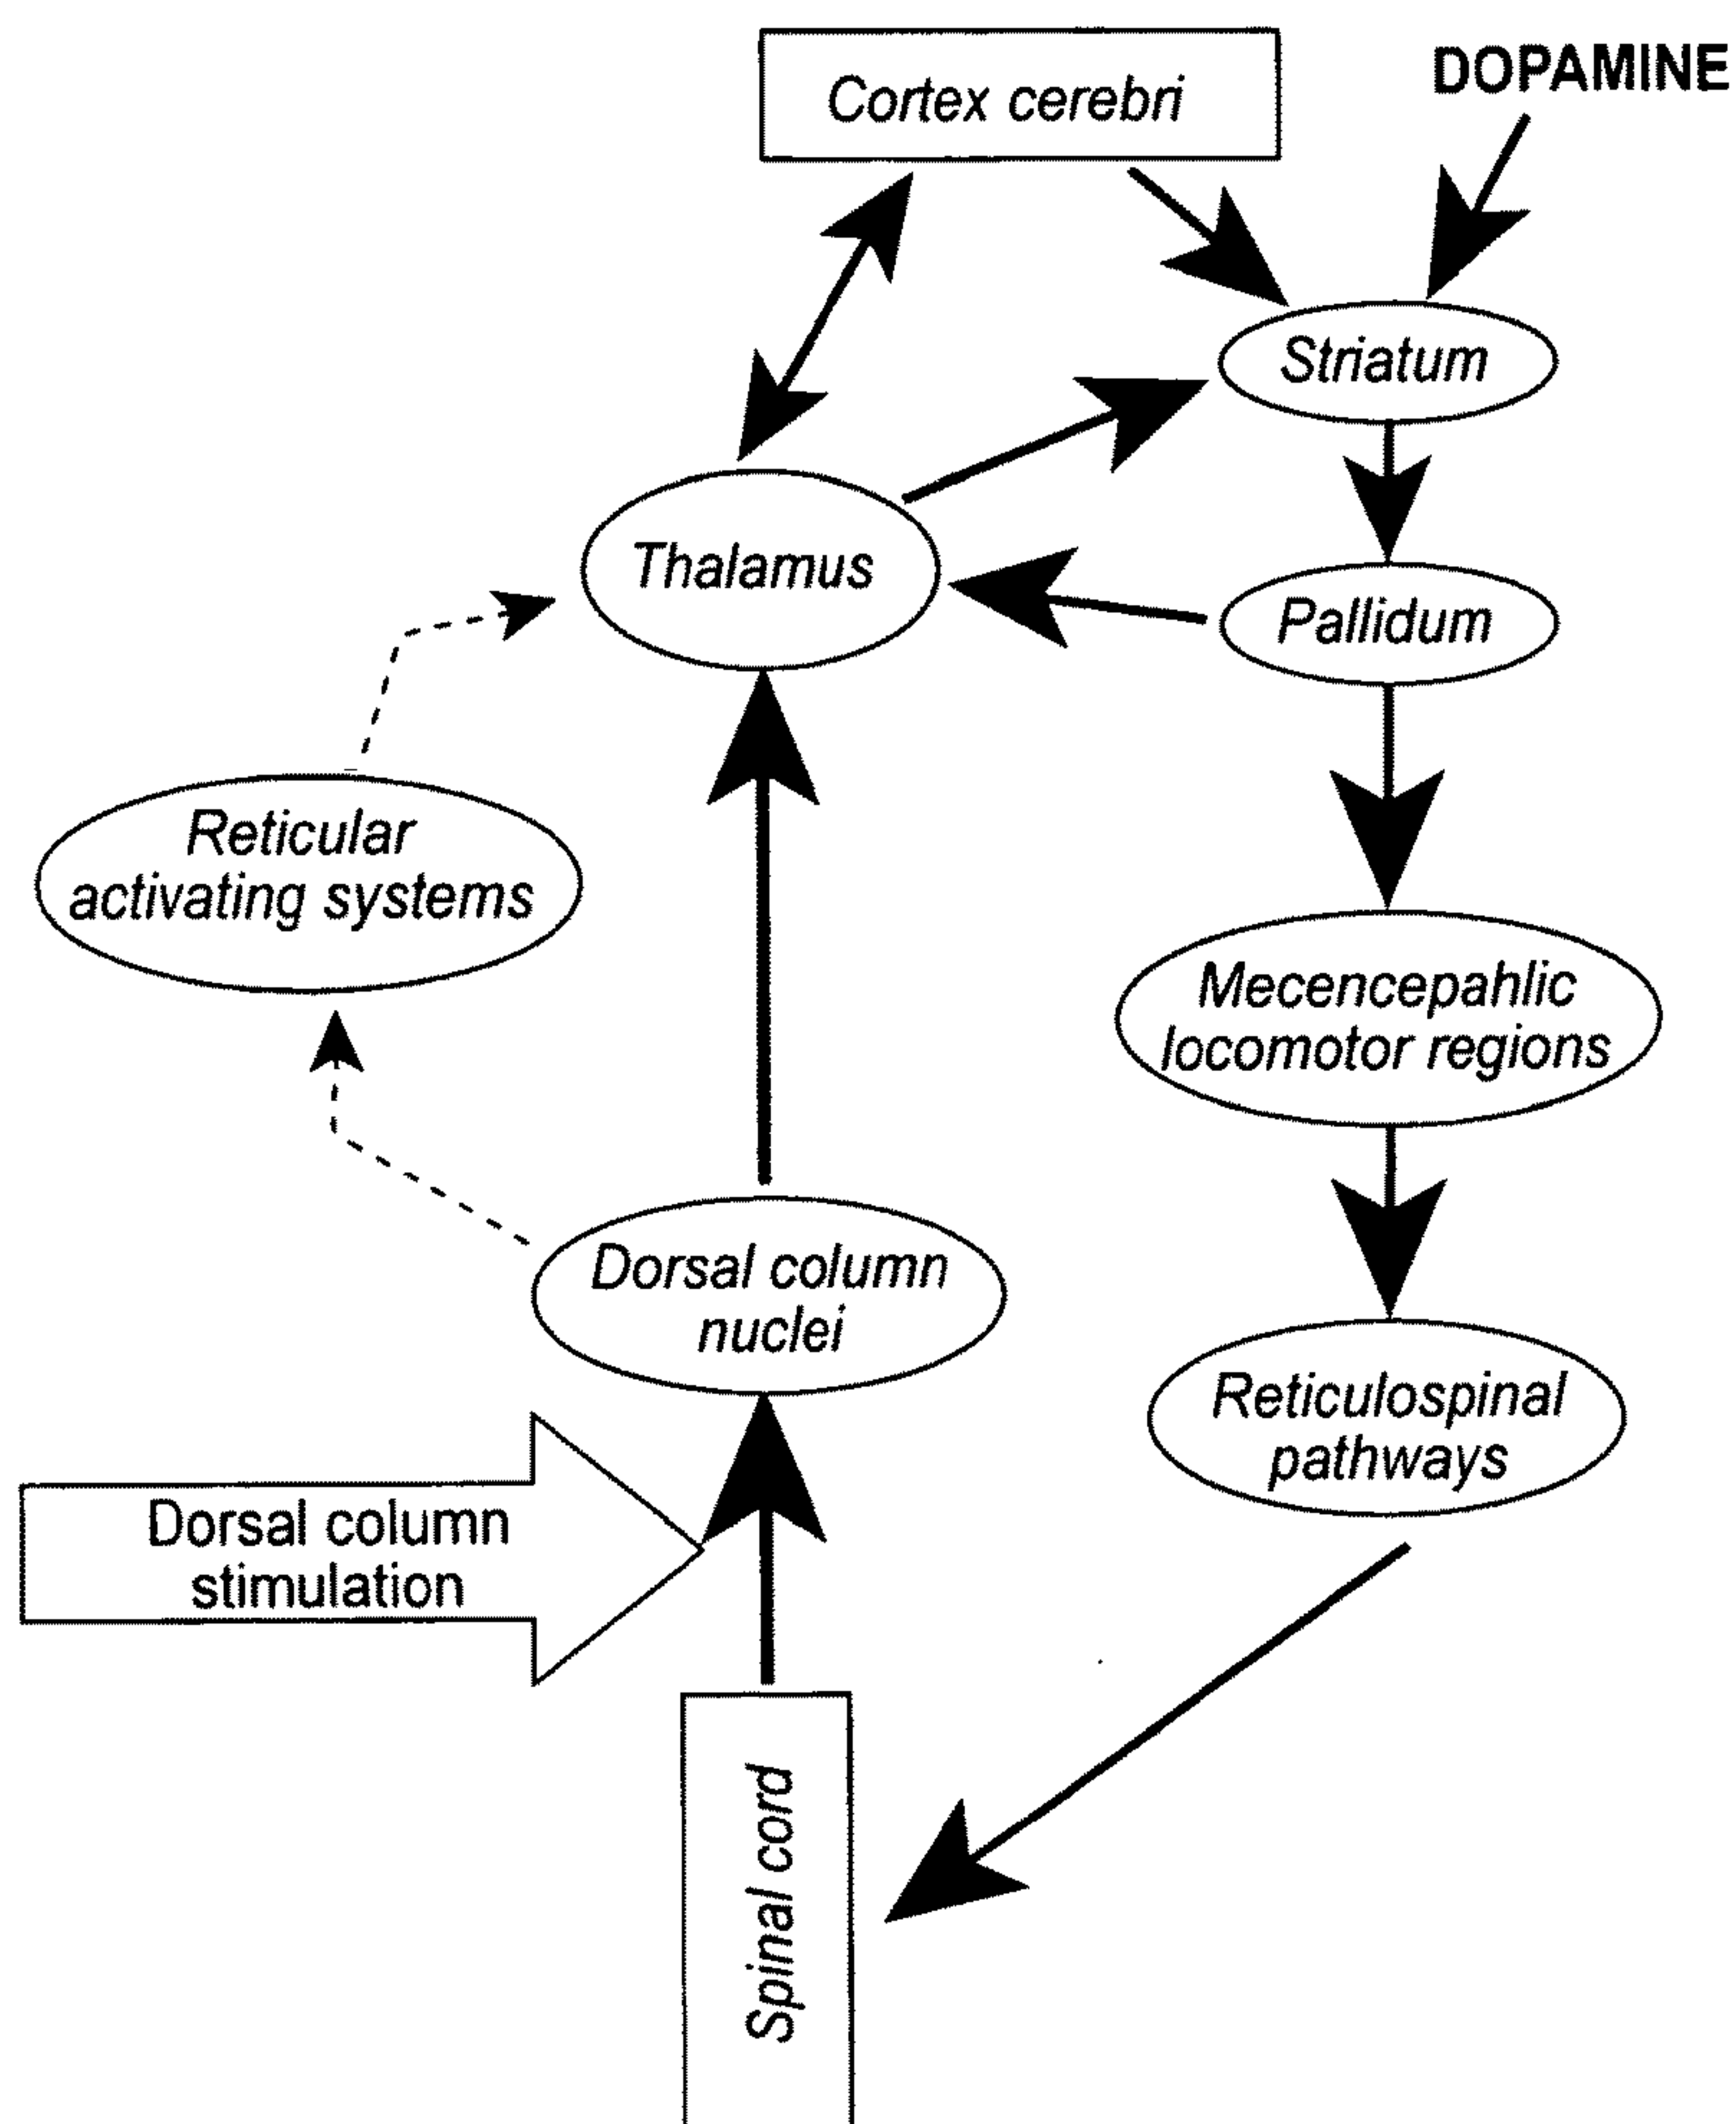 Cortex cerebri
DOPAMINE
Striatum
Thalamus
Pallidum
Reticular
activating systems
Mecencepahlic
locomotor regions
Dorsal column
nuclei
Reticulospinal
pathways
Dorsal column
stimulation
Spinal cord